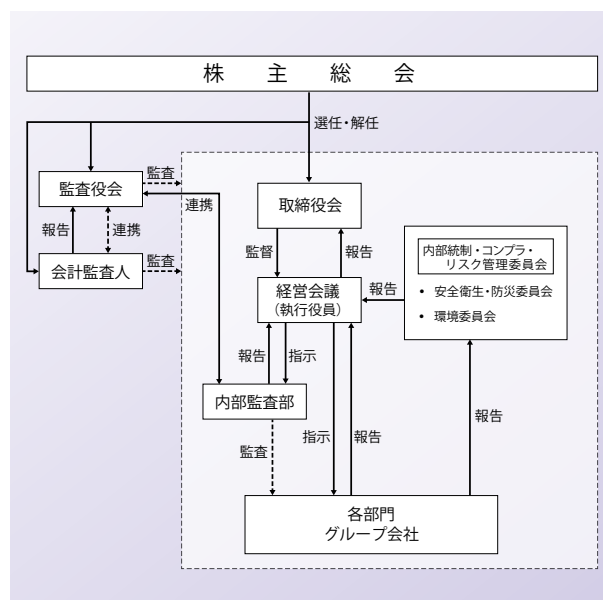 株主総会
選任・解任
監査
監査役会
連携
取締役会
報告
連携
監督
報告
内部統制・コンプラ・
リスク管理委員会
会計監査人
監査
経営会議
(執行役員)
報告
• 安全衛生・防災委員会
• 環境委員会
報告
指示
内部監査部
監査
指示
報告
報告
各部門
グループ会社